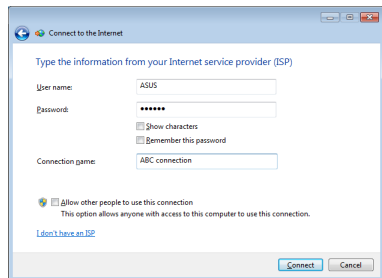 Connect to the Internet
Type the information from your Internet service provider (ISP)
User name:
ASUS
Password:
••••••
Show characters
Remember this password
Connection name:
ABC connection
Allow other people to use this connection
This option allows anyone with access to this computer to use this connection.
I don't have an ISP
Connect
Cancel